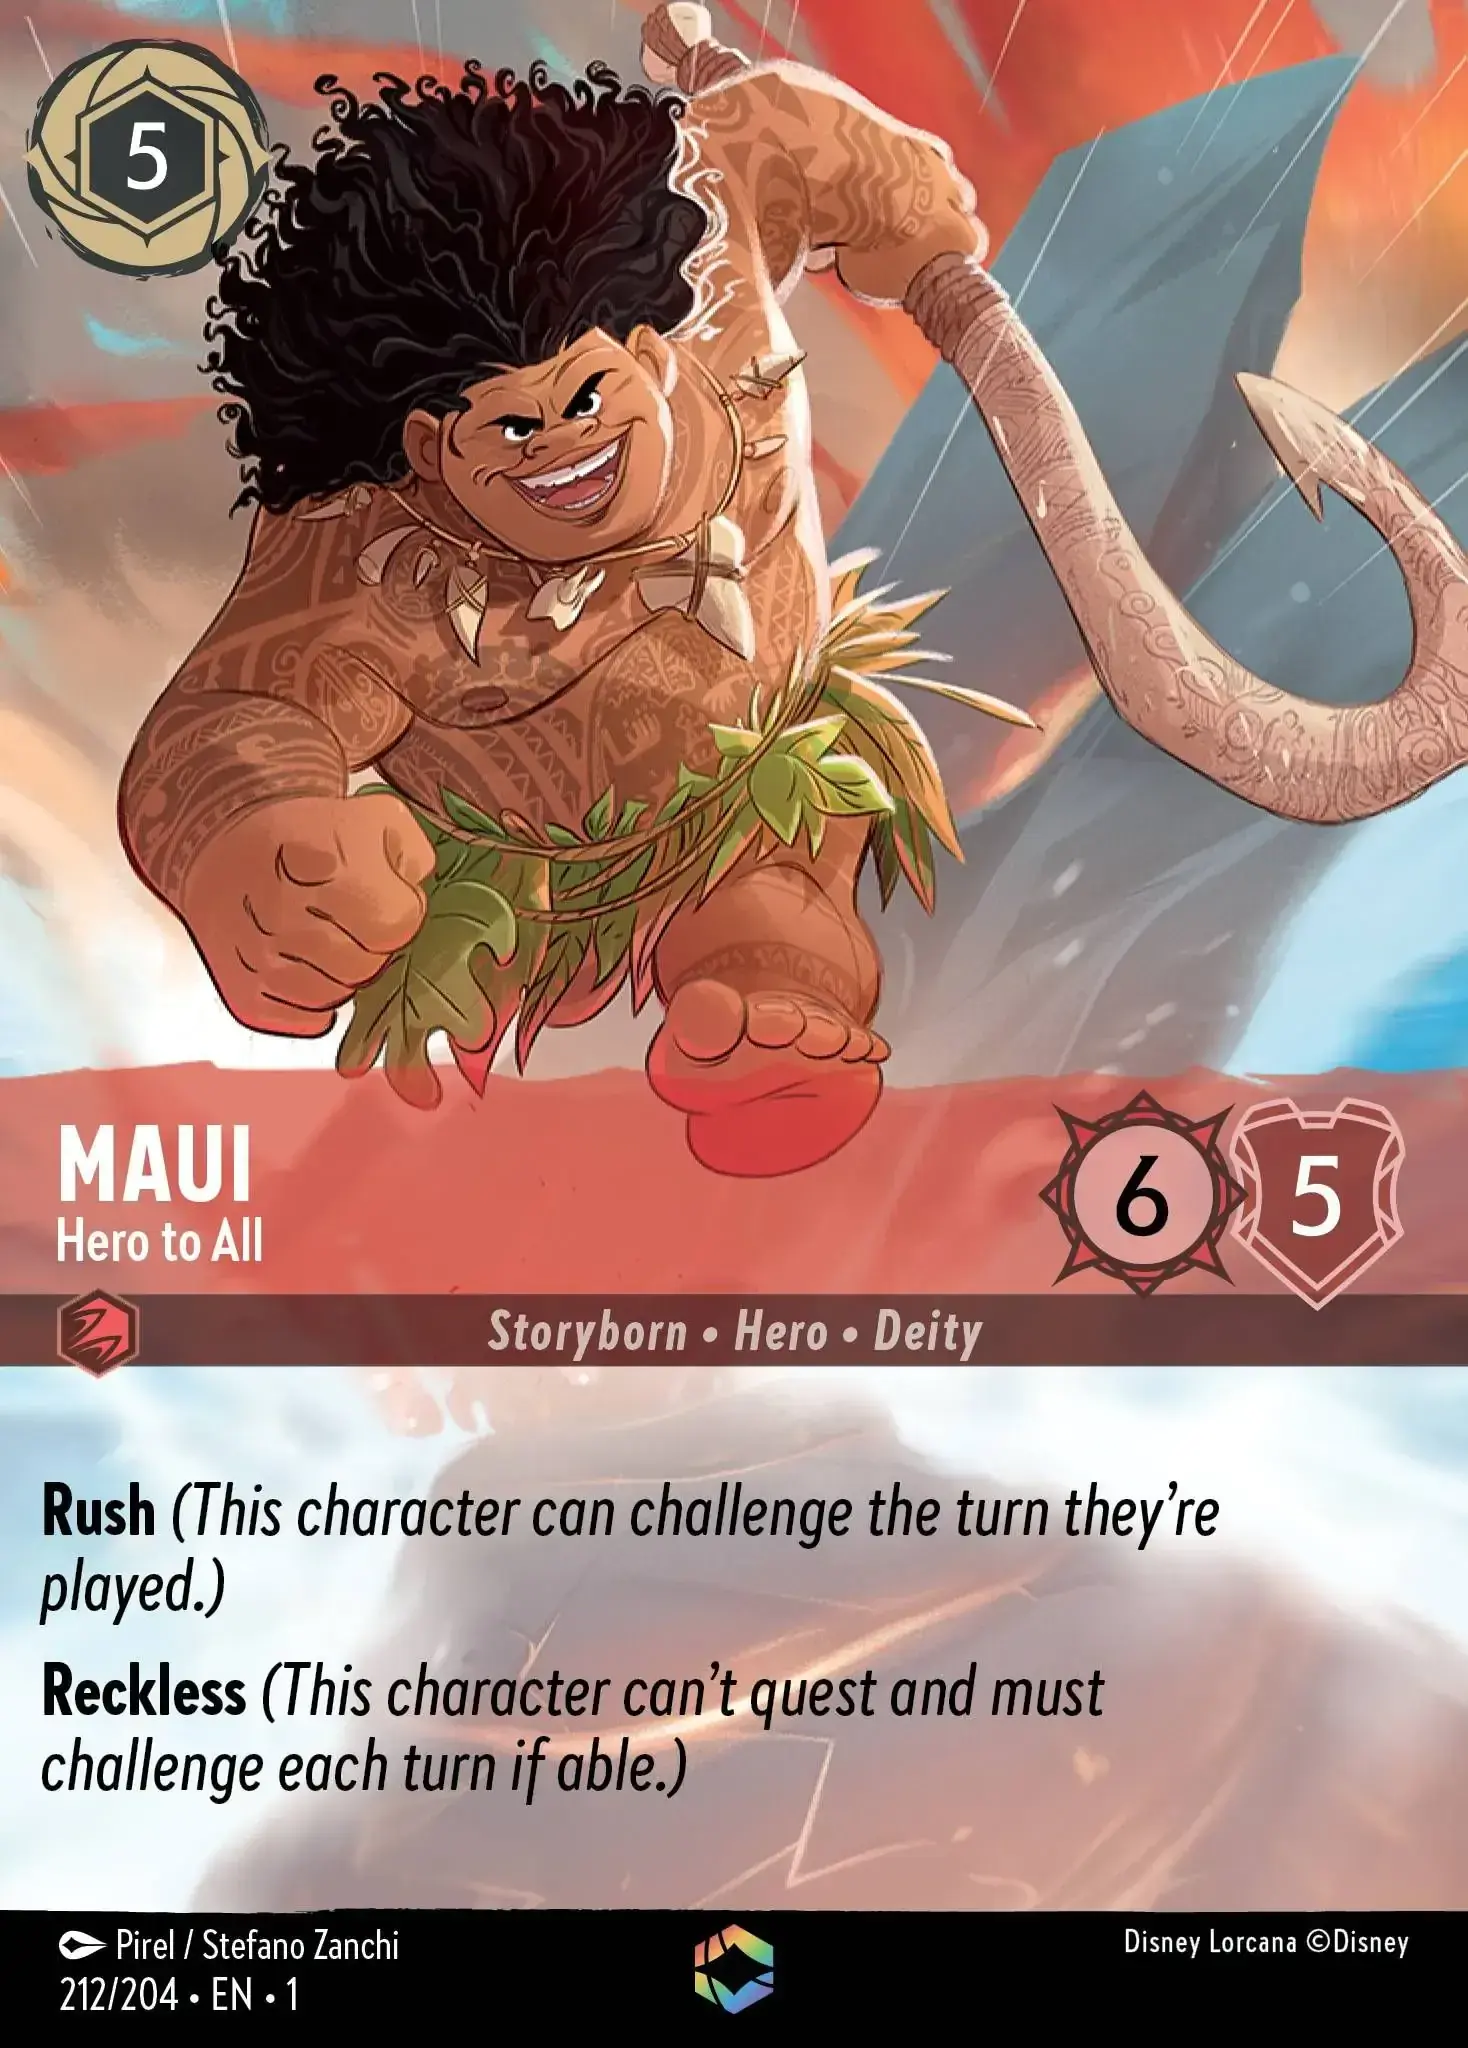 5
MAUI
Hero to All
6
5
Storyborn • Hero • Deity
Rush (This character can challenge the turn they’re
played.)
Reckless (This character can’t quest and must
challenge each turn if able.)
Pirel / Stefano Zanchi
Disney Lorcana ©Disney
212/204 • EN • 1